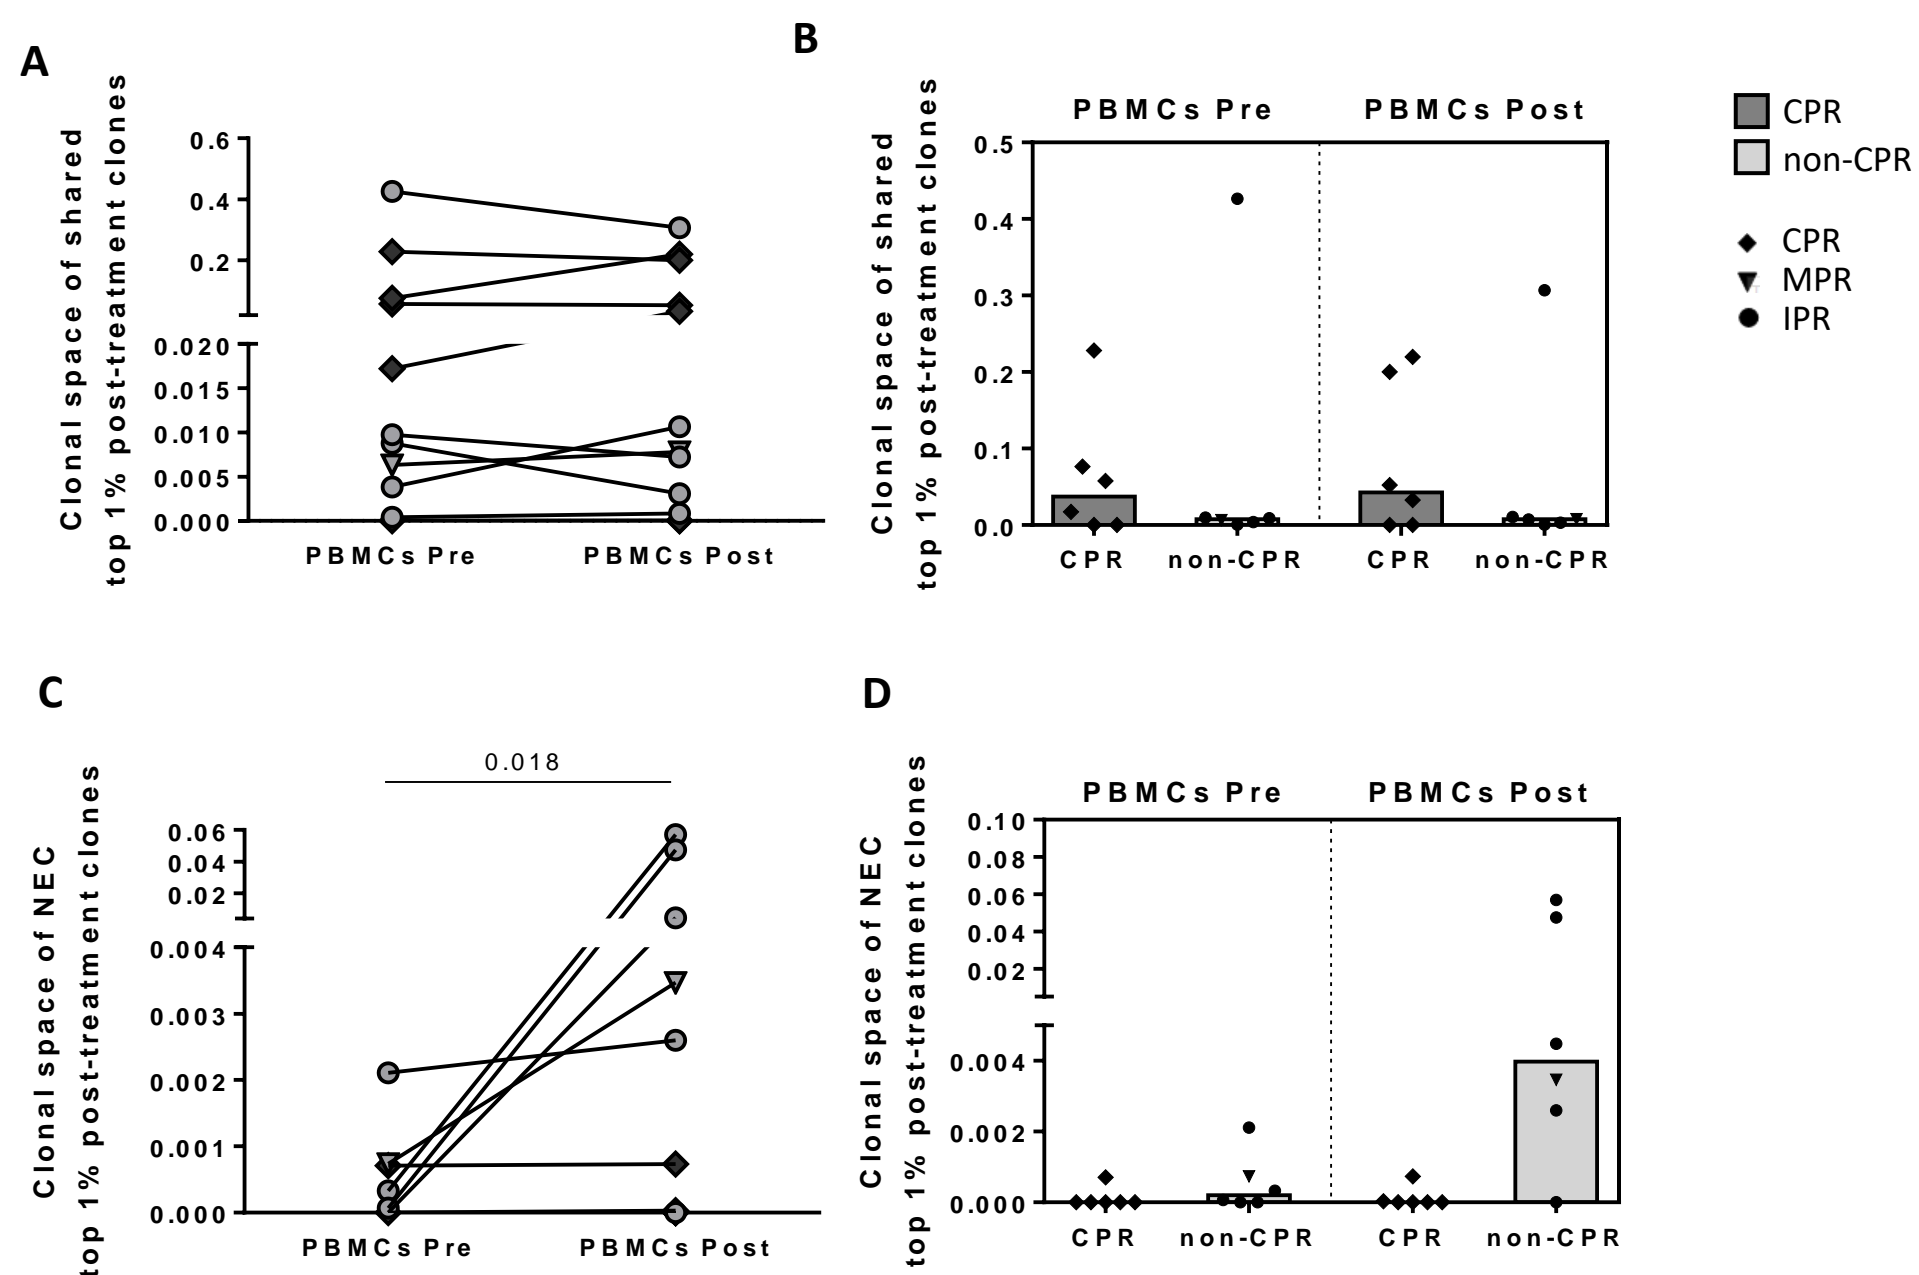 A
Clonal space of shared
top 1% post-treatment clones
0.6
0.4
0.2
0.020
0.015
0.010
0.005
0.000
PBMCs Pre
PBMCs Post
B
Clonal space of shared
top 1% post-treatment clones
PBMCs Pre
PBMCs Post
0.5
0.4
0.3
0.2
0.1
0.0
CPR
non-CPR
CPR
non-CPR
CPR
non-CPR
CPR
MPR
IPR
C
Clonal space of NEC
top 1% post-treatment clones
0.018
0.06
0.04
0.02
0.004
0.003
0.002
0.001
0.000
PBMCs Pre
PBMCs Post
D
Clonal space of NEC
top 1% post-treatment clones
PBMCs Pre
PBMCs Post
0.10
0.08
0.06
0.04
0.02
0.004
0.002
0.000
CPR
non-CPR
CPR
non-CPR